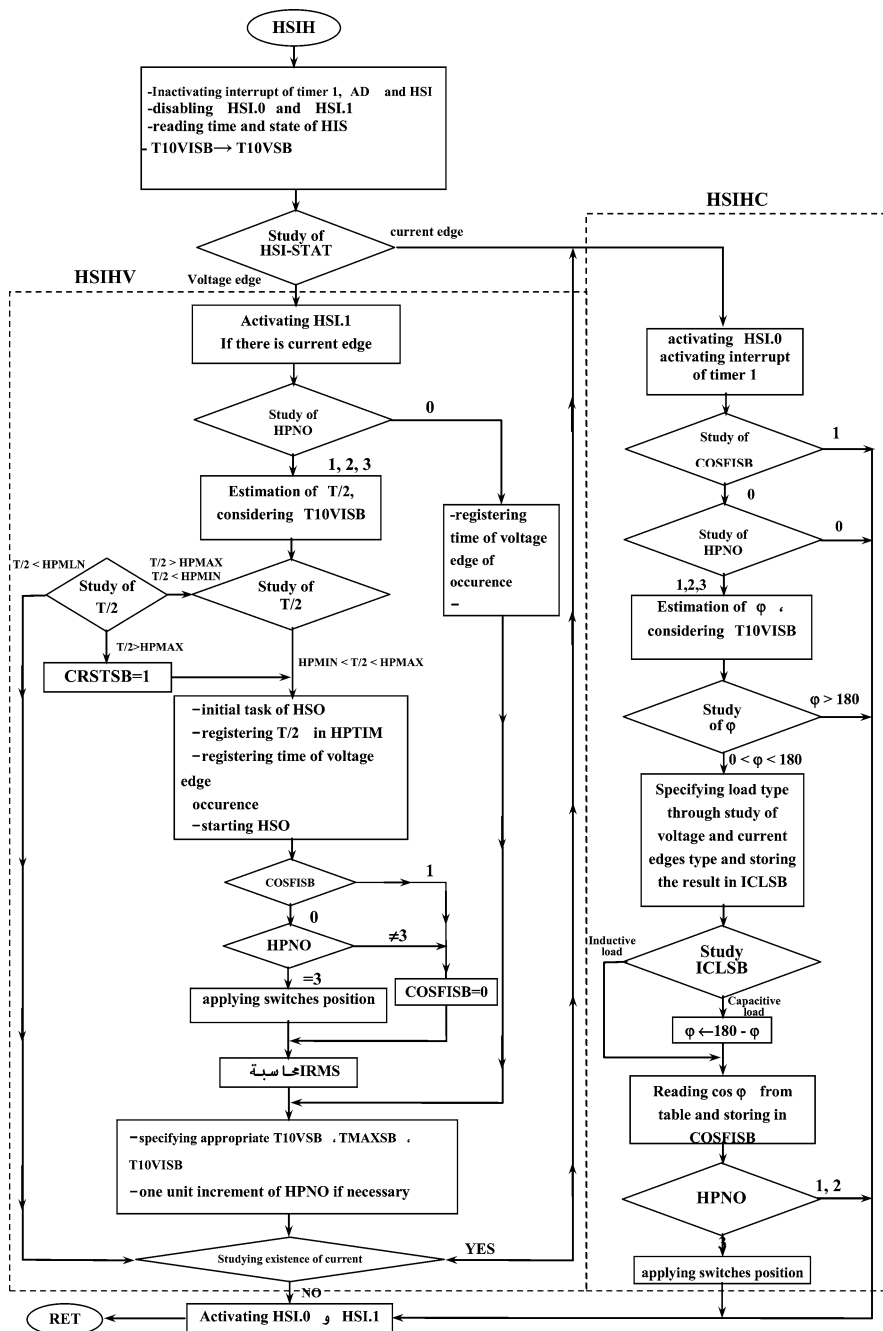 HSIH
-Inactivating interrupt of timer 1, AD and HSI
-disabling HSI.0 and HSI.1
-reading time and state of HIS
- T10VISB→ T10VSB
HSIHC
Study of
HSI-STAT
current edge
Voltage edge
HSIHV
Activating HSI.1
If there is current edge
Study of
HPNO
0
1, 2, 3
Estimation of T/2,
considering T10VISB
-registering
time of voltage
edge of
occurence
-
T/2 < HPMLN
T/2 > HPMAX
T/2 < HPMIN
Study of
T/2
Study of
T/2
T/2>HPMAX
HPMIN < T/2 < HPMAX
CRSTSB=1
-initial task of HSO
-registering T/2 in HPTIM
-registering time of voltage
edge
occurence
-starting HSO
COSFISB
1
0
HPNO
≠3
=3
applying switches position
COSFISB=0
محاسبة IRMS
-specifying appropriate T10VSB ، TMAXSB ،
T10VISB
-one unit increment of HPNO if necessary
Studying existence of current
YES
NO
Activating HSI.0 و HSI.1
RET
activating HSI.0
activating interrupt
of timer 1
Study of
COSFISB
1
0
Study of
HPNO
0
1,2,3
Estimation of φ ،
considering T10VISB
Study
of φ
φ > 180
0 < φ < 180
Specifying load type
through study of
voltage and current
edges type and storing
the result in ICLSB
Inductive
load
Study
ICLSB
Capacitive
load
φ ←180 - φ
Reading cos φ from
table and storing in
COSFISB
HPNO
1, 2
3
applying switches position